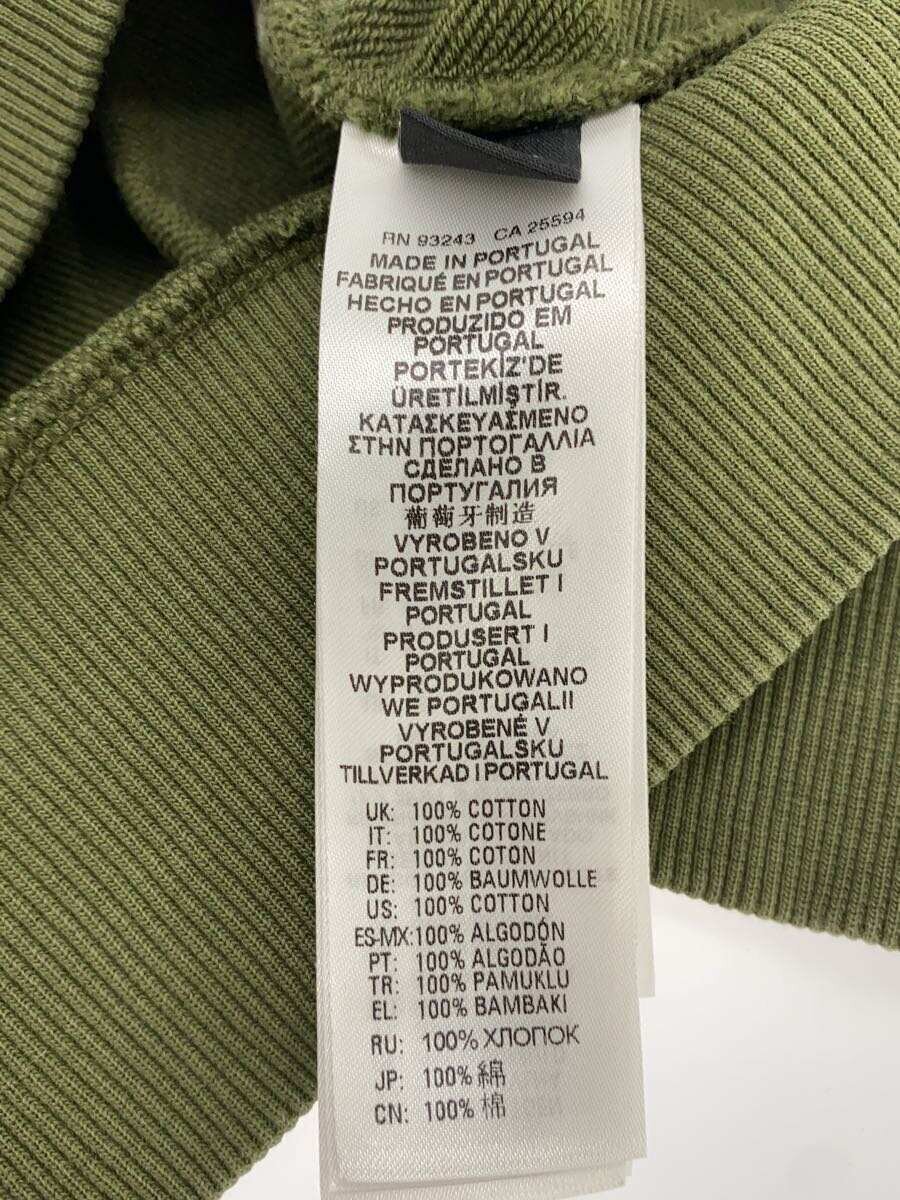 RN 93243 CA 25594
MADE IN PORTUGAL
FABRIQUÉ EN PORTUGAL
HECHO EN PORTUGAL
PRODUZIDO EM
PORTUGAL
PORTEKİZ'DE
ÜRETİLMİŞTİR.
ΚΑΤΑΣΚΕΥΑΣΜΕΝΟ
ΣΤΗΝ ΠΟΡΤΟΓΑΛΛΙΑ
СДЕЛАНО В
ПОРТУГАЛИЯ
葡萄牙制造
VYROBENO V
PORTUGALSKU
FREMSTILLET I
PORTUGAL
PRODUSERT I
PORTUGAL
WYPRODUKOWANO
WE PORTUGALII
VYROBENÉ V
PORTUGALSKU
TILLVERKAD I PORTUGAL
UK: 100% COTTON
IT: 100% COTONE
FR: 100% COTON
DE: 100% BAUMWOLLE
US: 100% COTTON
ES-MX: 100% ALGODÓN
PT: 100% ALGODÃO
TR: 100% PAMUKLU
EL: 100% ΒΑΜΒΑΚΙ
RU: 100% ХЛОПОК
JP: 100% 綿
CN: 100% 棉